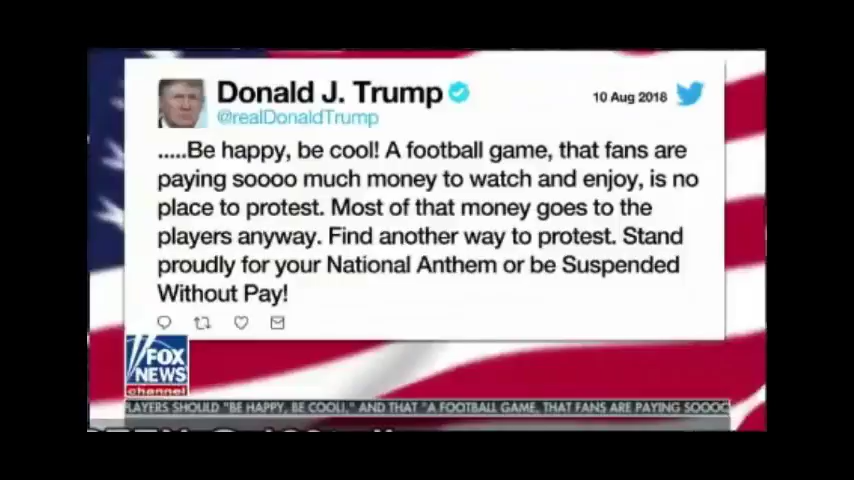 Donald J. Trump
@realDonaldTrump
10 Aug 2018
.....Be happy, be cool! A football game, that fans are
paying soooo much money to watch and enjoy, is no
place to protest. Most of that money goes to the
players anyway. Find another way to protest. Stand
proudly for your National Anthem or be Suspended
Without Pay!
FOX
NEWS
channel
LAYERS SHOULD "BE HAPPY, BE COOL!," AND THAT "A FOOTBALL GAME, THAT FANS ARE PAYING SOOOO